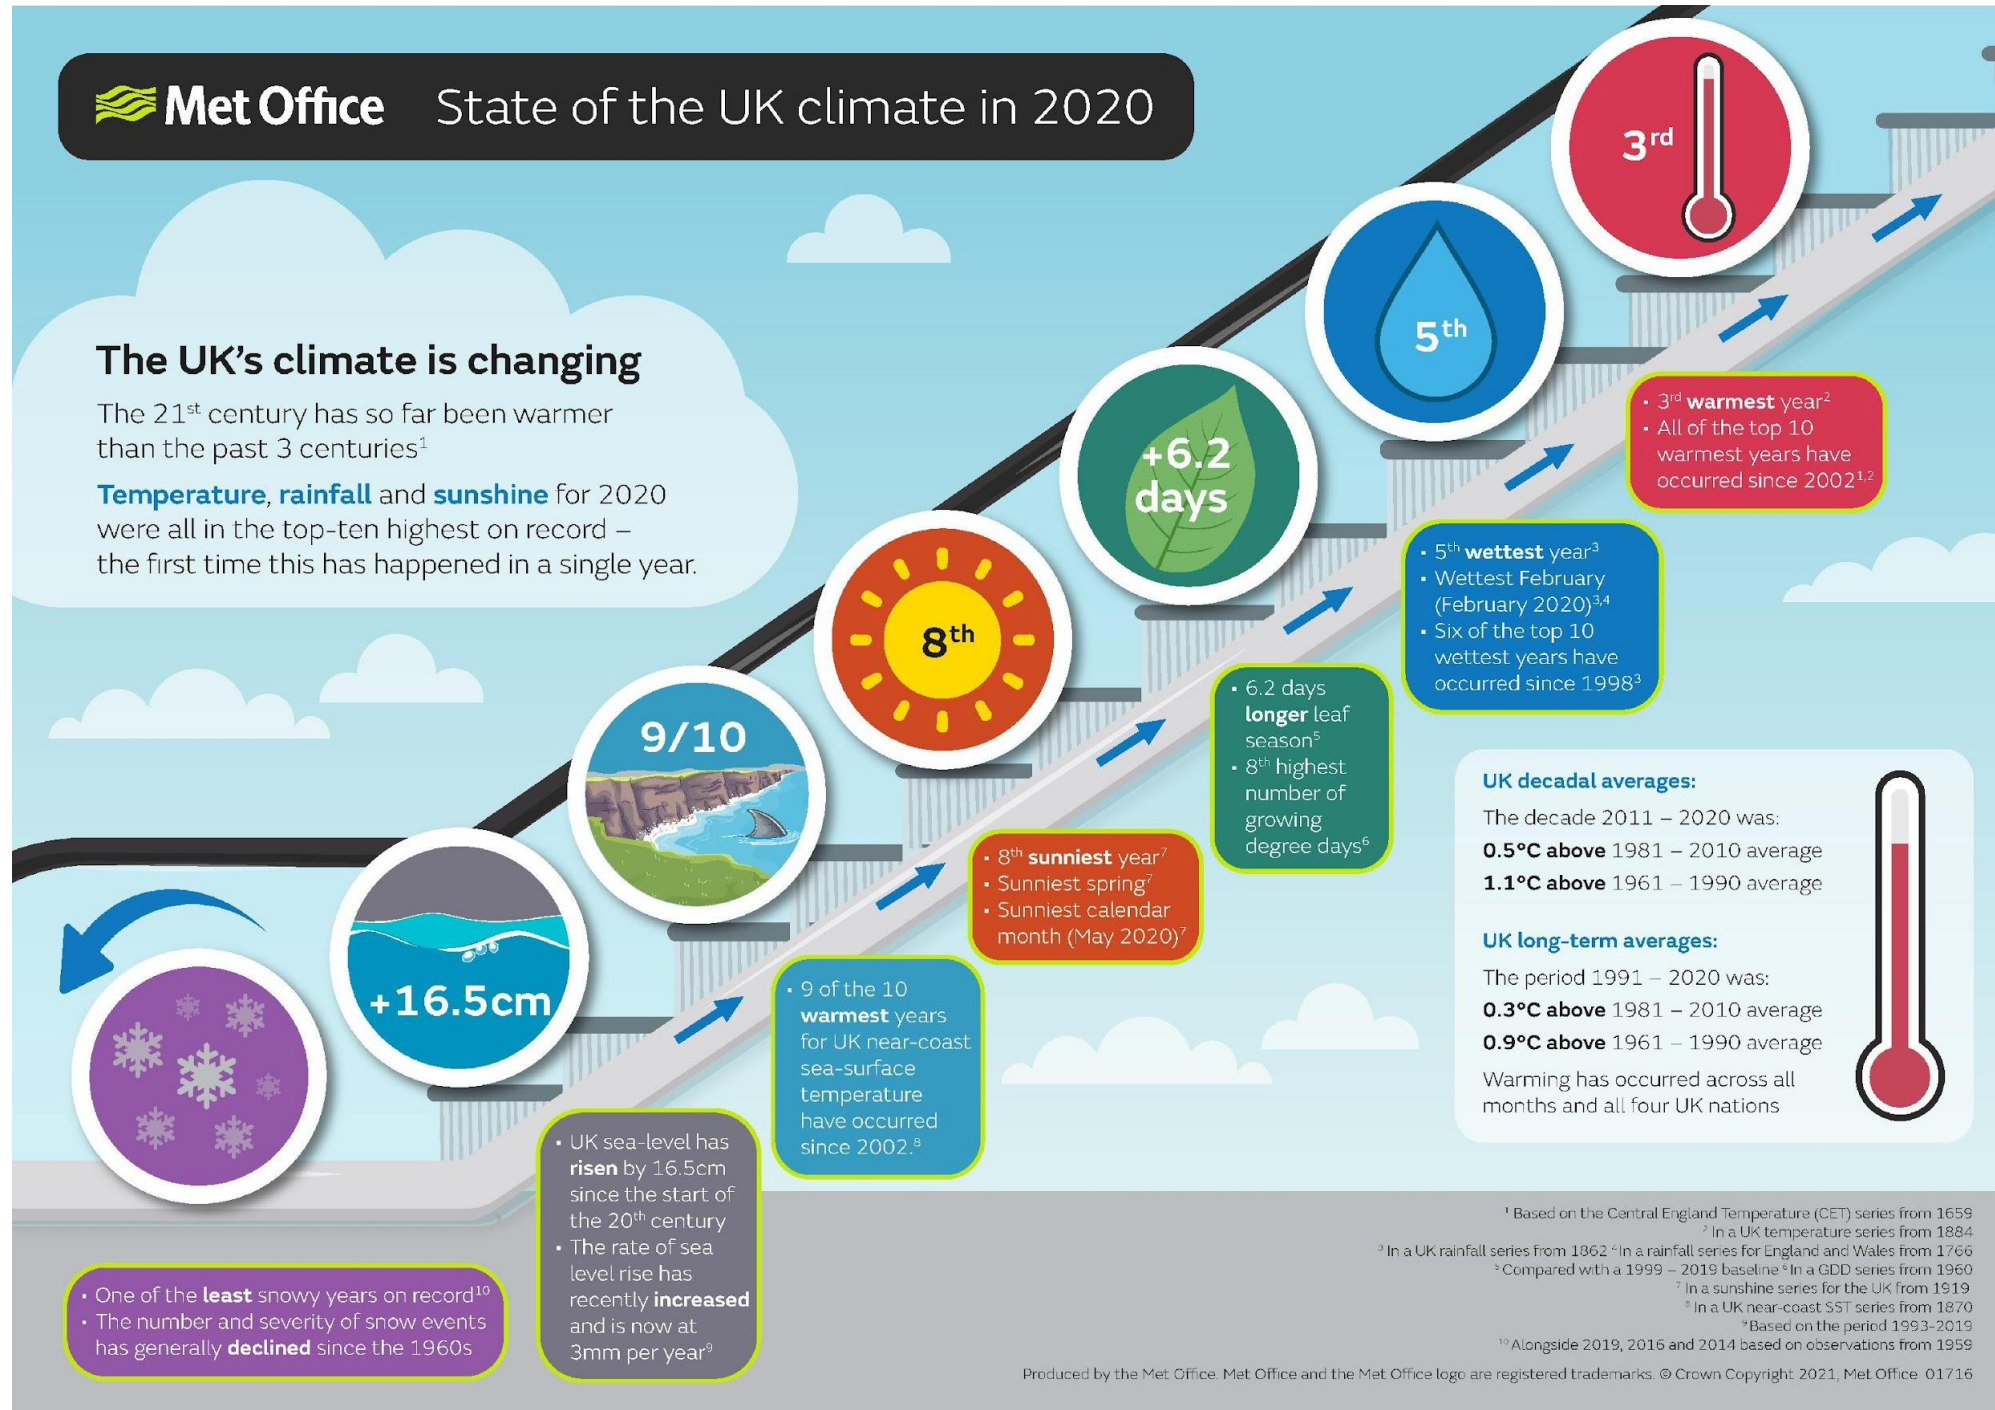 Met Office State of the UK climate in 2020
The UK's climate is changing
The 21st century has so far been warmer
than the past 3 centuries¹
Temperature, rainfall and sunshine for 2020
were all in the top-ten highest on record –
the first time this has happened in a single year.
3rd
5th
+6.2
days
8th
9/10
+16.5cm
• 3rd warmest year²
• All of the top 10
warmest years have
occurred since 2002¹,²
• 5th wettest year³
• Wettest February
(February 2020)³,⁴
• Six of the top 10
wettest years have
occurred since 1998³
• 6.2 days
longer leaf
season⁵
• 8th highest
number of
growing
degree days⁶
• 8th sunniest year⁷
• Sunniest spring⁷
• Sunniest calendar
month (May 2020)⁷
• 9 of the 10
warmest years
for UK near-coast
sea-surface
temperature
have occurred
since 2002.⁸
• UK sea-level has
risen by 16.5cm
since the start of
the 20th century
• The rate of sea
level rise has
recently increased
and is now at
3mm per year⁹
• One of the least snowy years on record¹⁰
• The number and severity of snow events
has generally declined since the 1960s
UK decadal averages:
The decade 2011 – 2020 was:
0.5°C above 1981 – 2010 average
1.1°C above 1961 – 1990 average
UK long-term averages:
The period 1991 – 2020 was:
0.3°C above 1981 – 2010 average
0.9°C above 1961 – 1990 average
Warming has occurred across all
months and all four UK nations
¹ Based on the Central England Temperature (CET) series from 1659
² In a UK temperature series from 1884
³ In a UK rainfall series from 1862 ⁴ In a rainfall series for England and Wales from 1766
⁵ Compared with a 1999 – 2019 baseline ⁶ In a GDD series from 1960
⁷ In a sunshine series for the UK from 1919
⁸ In a UK near-coast SST series from 1870
⁹ Based on the period 1993-2019
¹⁰ Alongside 2019, 2016 and 2014 based on observations from 1959
Produced by the Met Office. Met Office and the Met Office logo are registered trademarks. © Crown Copyright 2021, Met Office 01716